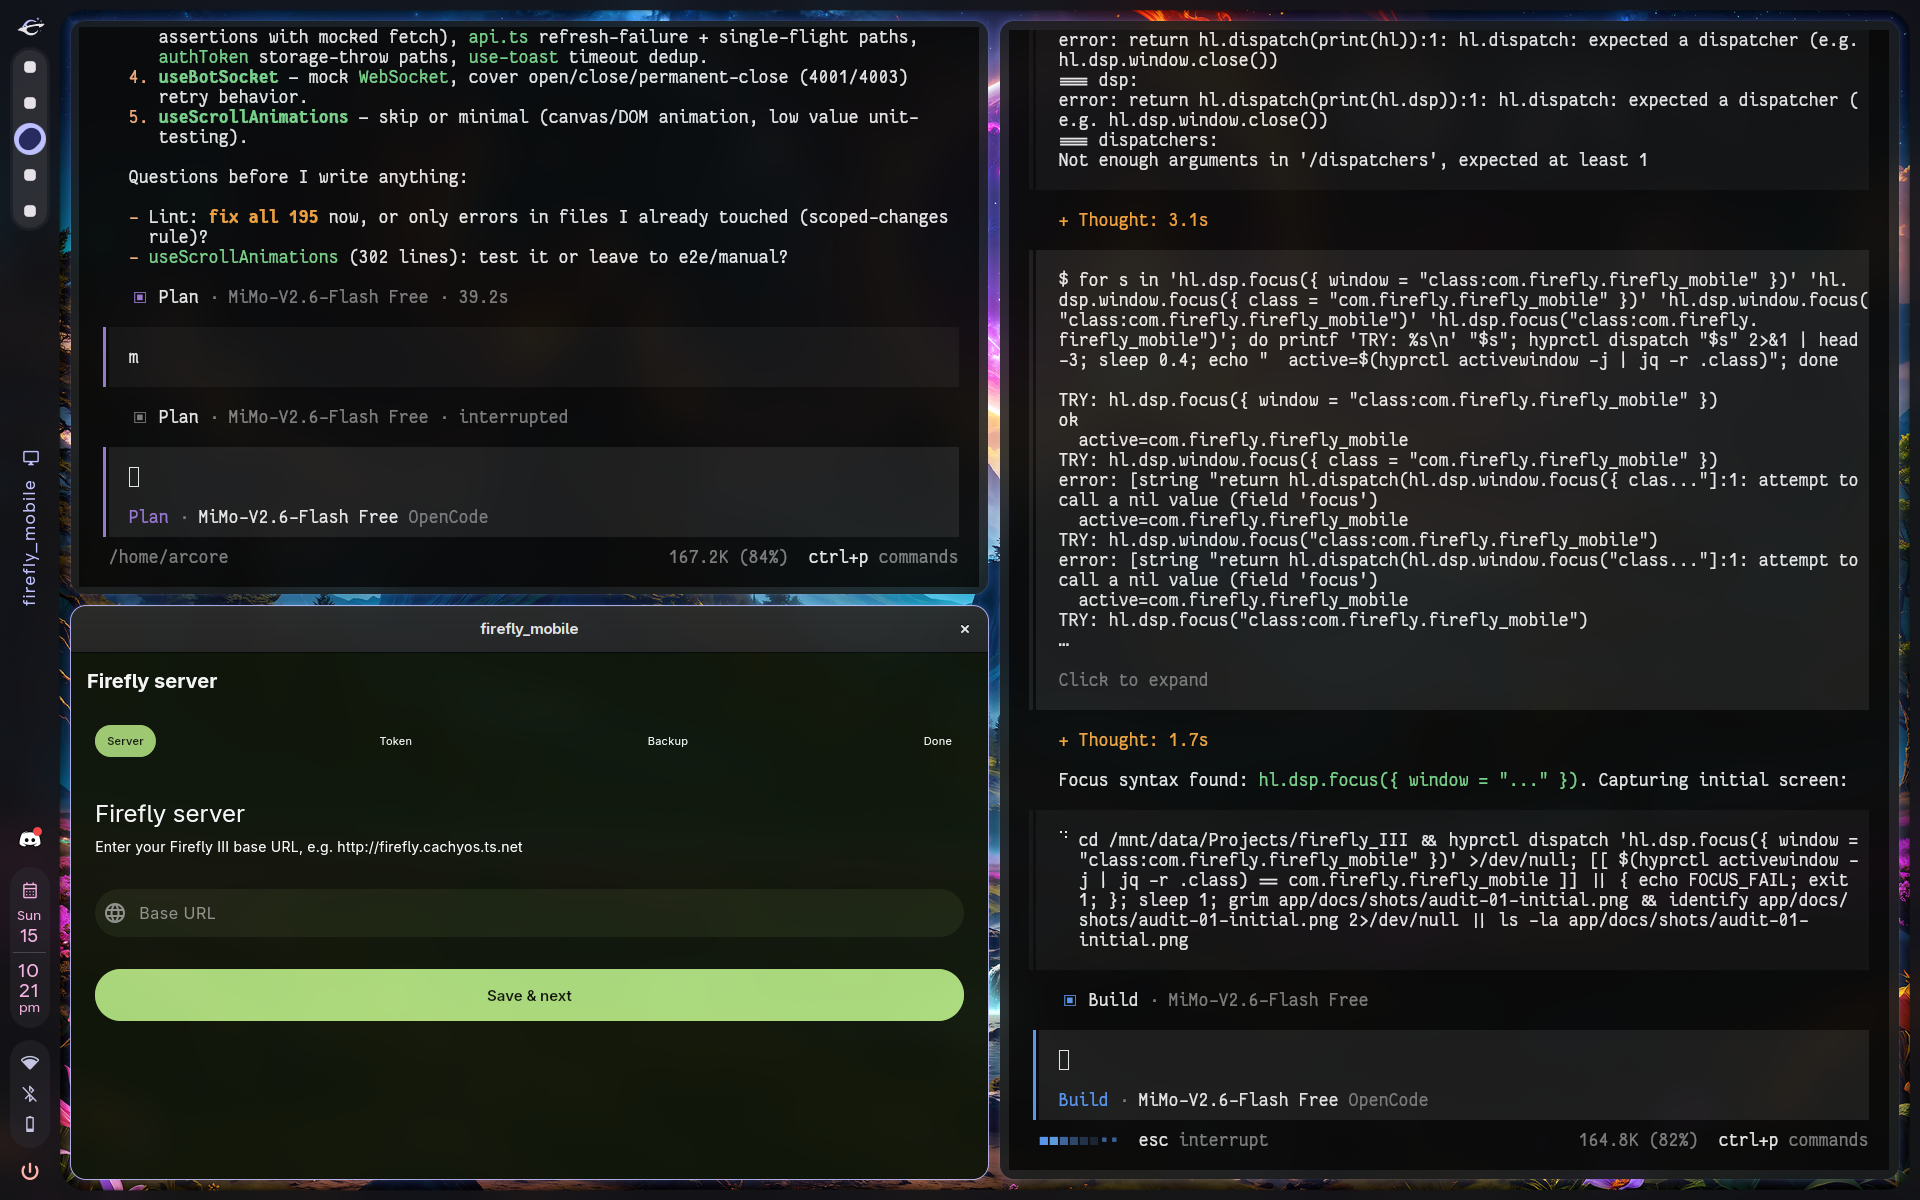 assertions with mocked fetch), api.ts refresh-failure + single-flight paths,
authToken storage-throw paths, use-toast timeout dedup.
4. useBotSocket — mock WebSocket, cover open/close/permanent-close (4001/4003)
retry behavior.
5. useScrollAnimations — skip or minimal (canvas/DOM animation, low value unit-
testing).
Questions before I write anything:
- Lint: fix all 195 now, or only errors in files I already touched (scoped-changes
rule)?
- useScrollAnimations (302 lines): test it or leave to e2e/manual?
▣ Plan · MiMo-V2.6-Flash Free · 39.2s
m
▣ Plan · MiMo-V2.6-Flash Free · interrupted
Plan · MiMo-V2.6-Flash Free OpenCode
/home/arcore 167.2K (84%) ctrl+p commands
firefly_mobile
Sun
15
10
21
pm
firefly_mobile ×
Firefly server
Server Token Backup Done
Firefly server
Enter your Firefly III base URL, e.g. http://firefly.cachyos.ts.net
Base URL
Save & next
error: return hl.dispatch(print(hl)):1: hl.dispatch: expected a dispatcher (e.g.
hl.dsp.window.close())
=== dsp:
error: return hl.dispatch(print(hl.dsp)):1: hl.dispatch: expected a dispatcher (
e.g. hl.dsp.window.close())
=== dispatchers:
Not enough arguments in '/dispatchers', expected at least 1
+ Thought: 3.1s
$ for s in 'hl.dsp.focus({ window = "class:com.firefly.firefly_mobile" })' 'hl.
dsp.window.focus({ class = "com.firefly.firefly_mobile" })' 'hl.dsp.window.focus(
"class:com.firefly.firefly_mobile")' 'hl.dsp.focus("class:com.firefly.
firefly_mobile")'; do printf 'TRY: %s\n' "$s"; hyprctl dispatch "$s" 2>&1 | head
-3; sleep 0.4; echo "  active=$(hyprctl activewindow -j | jq -r .class)"; done
TRY: hl.dsp.focus({ window = "class:com.firefly.firefly_mobile" })
ok
active=com.firefly.firefly_mobile
TRY: hl.dsp.window.focus({ class = "com.firefly.firefly_mobile" })
error: [string "return hl.dispatch(hl.dsp.window.focus({ clas..."]:1: attempt to
call a nil value (field 'focus')
active=com.firefly.firefly_mobile
TRY: hl.dsp.window.focus("class:com.firefly.firefly_mobile")
error: [string "return hl.dispatch(hl.dsp.window.focus("class..."]:1: attempt to
call a nil value (field 'focus')
active=com.firefly.firefly_mobile
TRY: hl.dsp.focus("class:com.firefly.firefly_mobile")
…
Click to expand
+ Thought: 1.7s
Focus syntax found: hl.dsp.focus({ window = "..." }). Capturing initial screen:
cd /mnt/data/Projects/firefly_III && hyprctl dispatch 'hl.dsp.focus({ window =
"class:com.firefly.firefly_mobile" })' >/dev/null; [[ $(hyprctl activewindow -
j | jq -r .class) == com.firefly.firefly_mobile ]] || { echo FOCUS_FAIL; exit
1; }; sleep 1; grim app/docs/shots/audit-01-initial.png && identify app/docs/
shots/audit-01-initial.png 2>/dev/null || ls -la app/docs/shots/audit-01-
initial.png
▣ Build · MiMo-V2.6-Flash Free
Build · MiMo-V2.6-Flash Free OpenCode
esc interrupt 164.8K (82%) ctrl+p commands